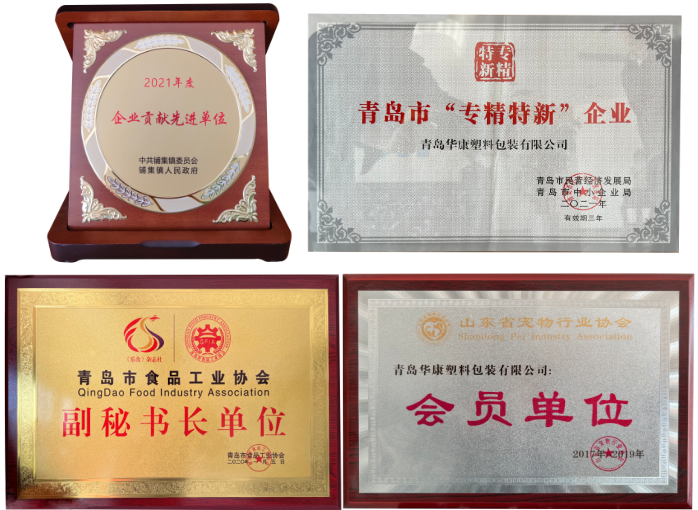 2021年度
企业贡献先进单位
中共铺集镇委员会
铺集镇人民政府
专精
特新
青岛市“专精特新”企业
青岛华康塑料包装有限公司
青岛市民营经济发展局
青岛市中小企业局
二〇二一年
有效期三年
青岛市食品工业协会
QingDao Food Industry Association
副秘书长单位
青岛市食品工业协会
山东省宠物行业协会
Shandong Pet Industry Association
青岛华康塑料包装有限公司:
会员单位
2017年-2019年